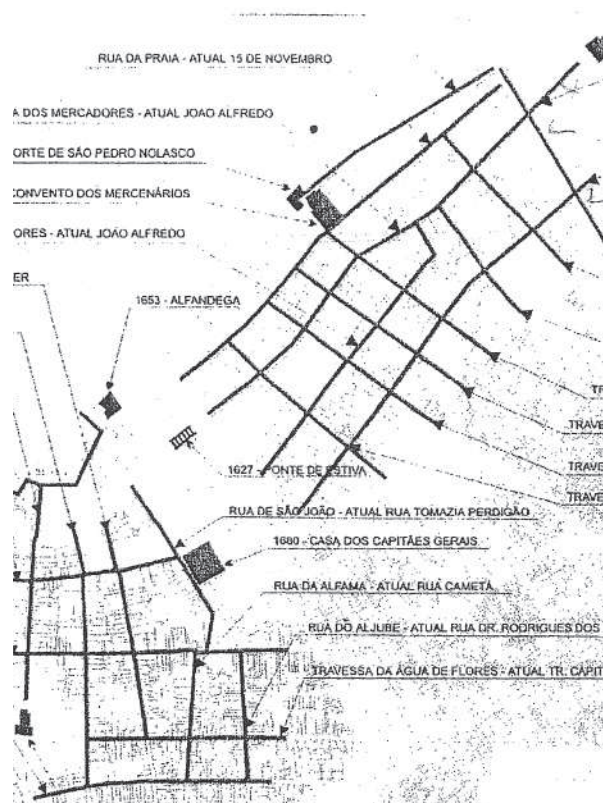 RUA DA PRAIA - ATUAL 15 DE NOVEMBRO
A DOS MERCADORES - ATUAL JOAO ALFREDO
ORTE DE SÃO PEDRO NOLASCO
CONVENTO DOS MERCENÁRIOS
ORES - ATUAL JOÃO ALFREDO
ER
1653 - ALFANDEGA
TR
TRAVE
TRAVE
1627 - PONTE DE ESTIVA
TRAVE
RUA DE SÃO JOÃO - ATUAL RUA TOMAZIA PERDIGÃO
1680 - CASA DOS CAPITÃES GERAIS
RUA DA ALFAMA - ATUAL RUA CAMETÁ
RUA DO ALJUBE - ATUAL RUA DR. RODRIGUES DOS
TRAVESSA DA ÁGUA DE FLORES - ATUAL TR. CAPIT